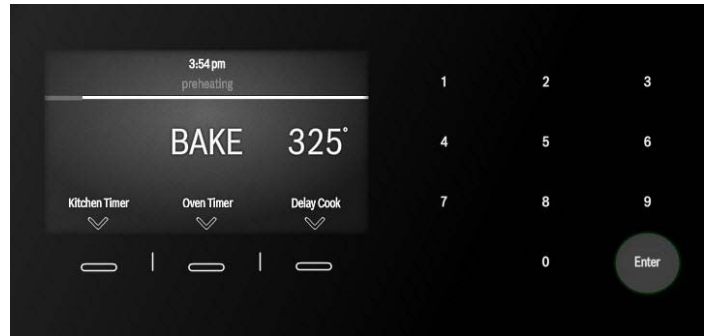 3:54 pm
preheating
BAKE 325°
Kitchen Timer Oven Timer Delay Cook
1 2 3
4 5 6
7 8 9
0 Enter